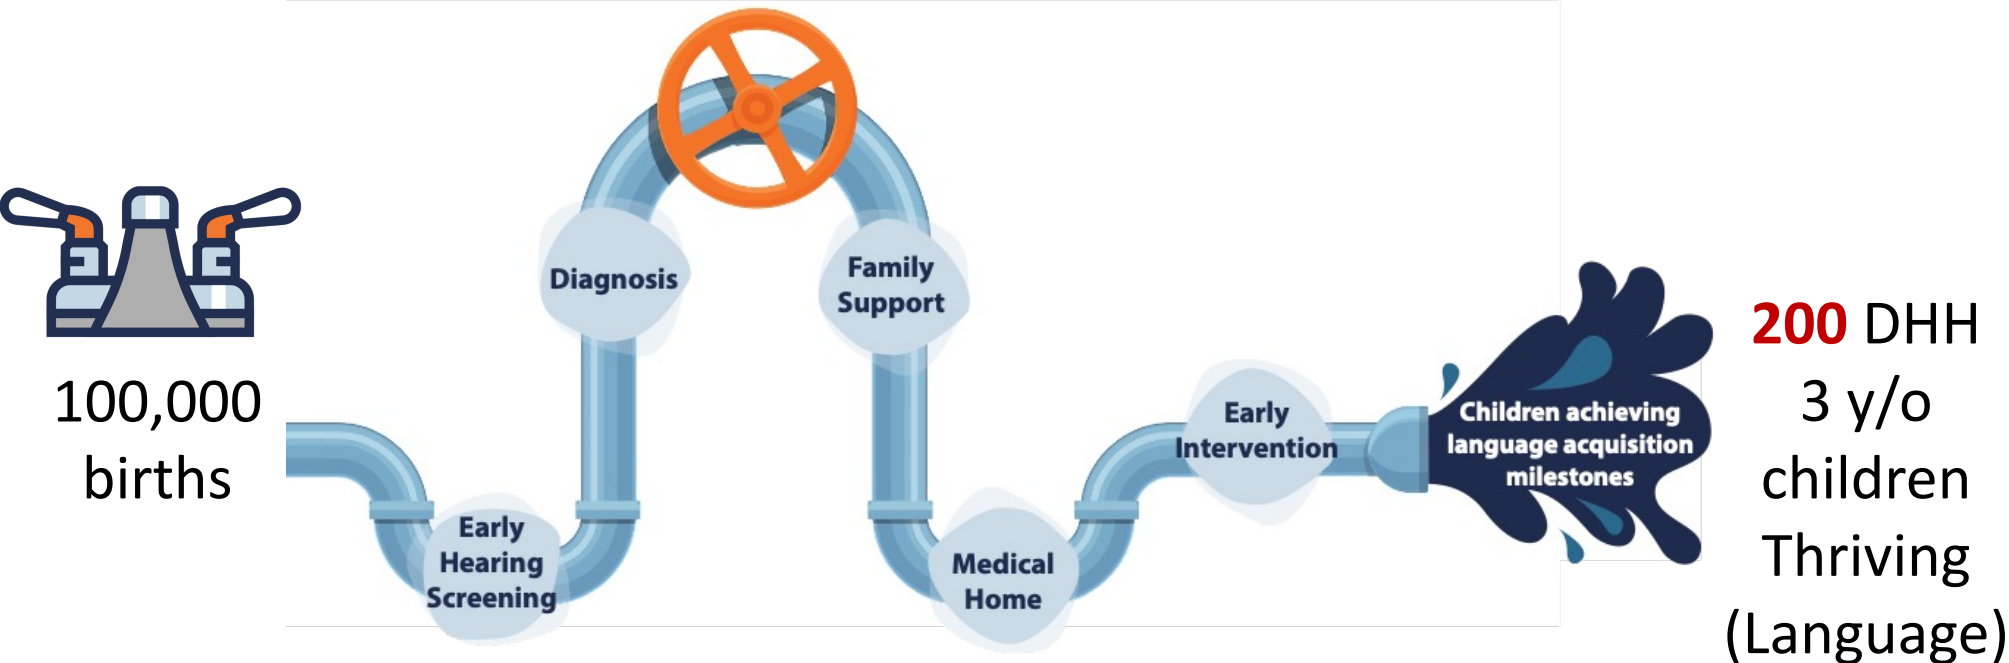 100,000
births
Early
Hearing
Screening
Diagnosis
Family
Support
Medical
Home
Early
Intervention
Children achieving
language acquisition
milestones
200 DHH
3 y/o
children
Thriving
(Language)